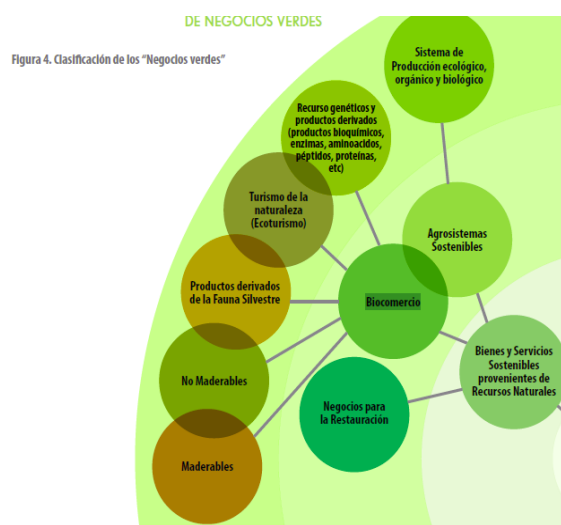 DE NEGOCIOS VERDES
Figura 4. Clasificación de los “Negocios verdes”
Sistema de
Producción ecológico,
orgánico y biológico
Recurso genéticos y
productos derivados
(productos bioquímicos,
enzimas, aminoacidos,
péptidos, proteínas,
etc)
Turismo de la
naturaleza
(Ecoturismo)
Agrosistemas
Sostenibles
Productos derivados
de la Fauna Silvestre
Biocomercio
Bienes y Servicios
Sostenibles
provenientes de
Recursos Naturales
No Maderables
Negocios para
la Restauración
Maderables